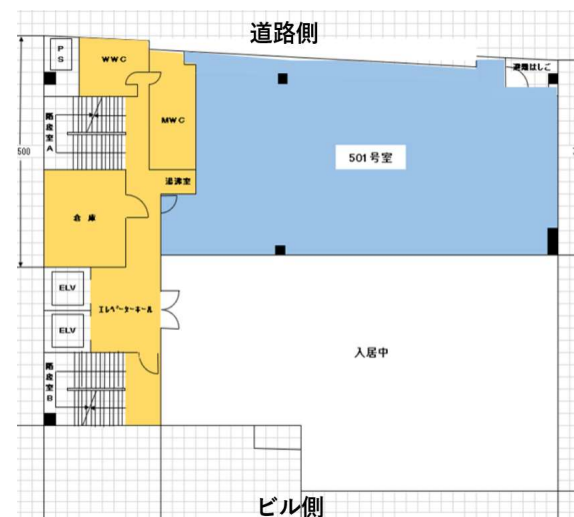 道路側
PS
WWC
避難はしご
階段室A
MWC
500
501号室
湯沸室
倉庫
ELV
エレベーターホール
ELV
入居中
階段室B
ビル側